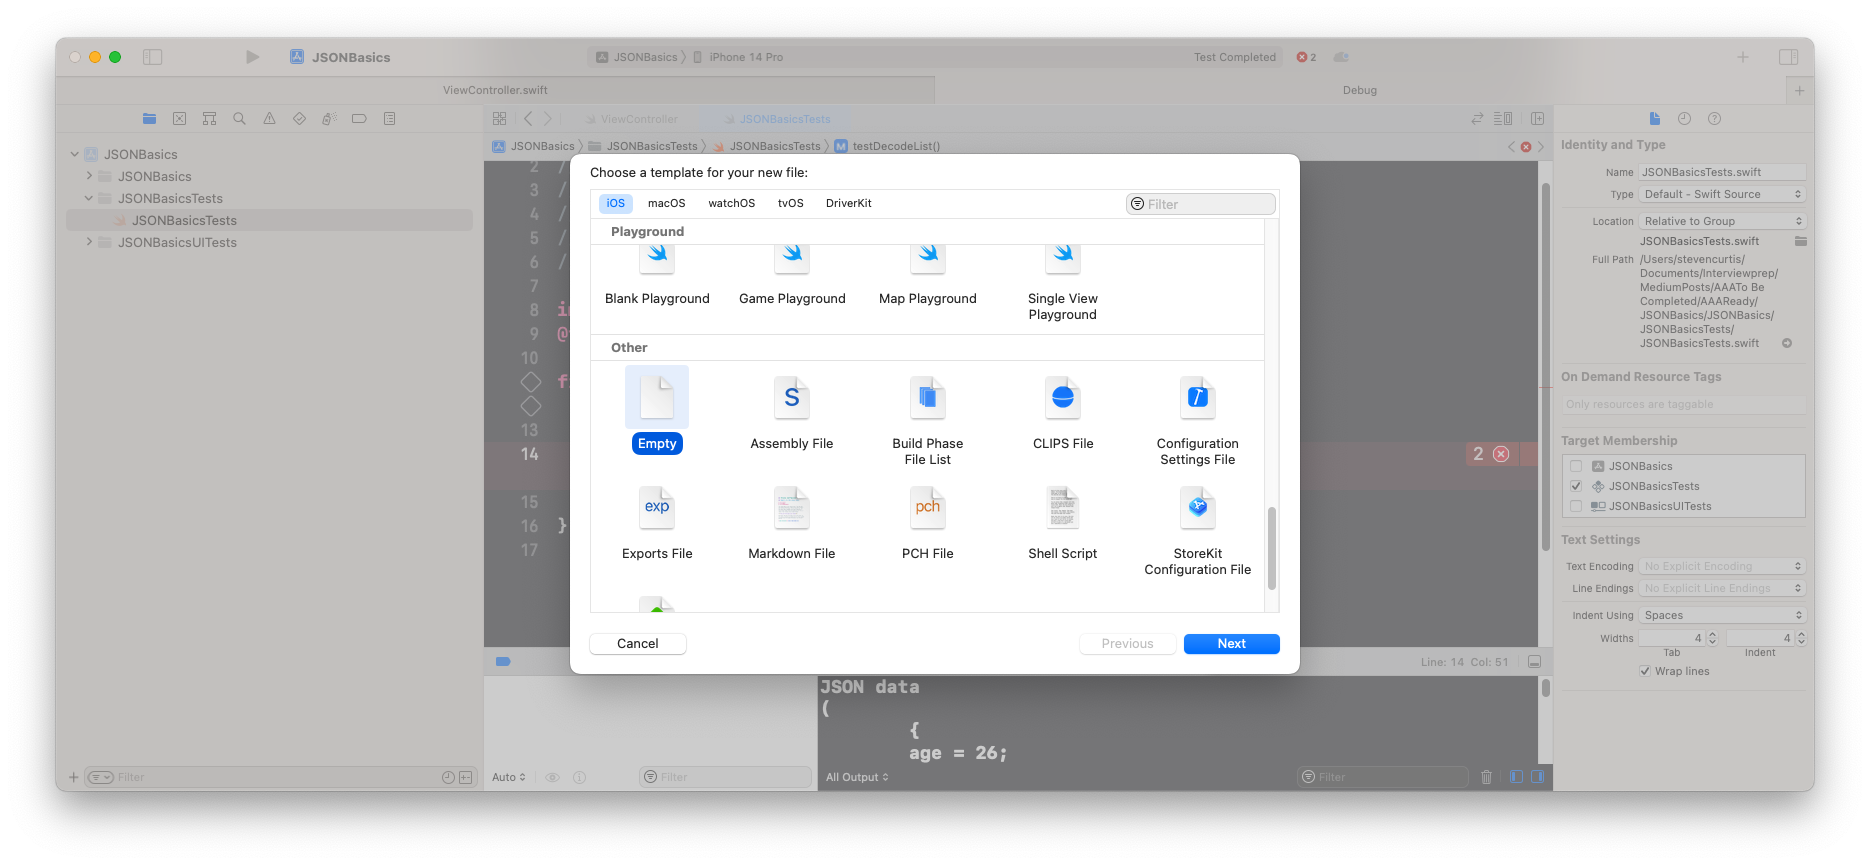 JSONBasics
JSONBasics
iPhone 14 Pro
Test Completed
2
ViewController.swift
Debug
ViewController
JSONBasicsTests
JSONBasics
JSONBasicsTests
JSONBasicsTests
M
testDecodeList()
JSONBasics
JSONBasics
JSONBasicsTests
JSONBasicsTests
JSONBasicsUITests
2 /
3 /
4 /
5 /
6 /
7
8
9 @
10
f
13
14
15
16 }
17
2
Choose a template for your new file:
iOS
macOS
watchOS
tvOS
DriverKit
Filter
Playground
Blank Playground
Game Playground
Map Playground
Single View
Playground
Other
Empty
S
Assembly File
Build Phase
File List
CLIPS File
Configuration
Settings File
exp
Exports File
Markdown File
pch
PCH File
Shell Script
StoreKit
Configuration File
Cancel
Previous
Next
Line: 14 Col: 51
JSON data
(
{
age = 26;
Filter
Auto
Filter
All Output
Filter
Identity and Type
Name JSONBasicsTests.swift
Type Default - Swift Source
Location Relative to Group
JSONBasicsTests.swift
Full Path /Users/stevencurtis/
Documents/Interviewprep/
MediumPosts/AAATo Be
Completed/AAAReady/
JSONBasics/JSONBasics/
JSONBasicsTests/
JSONBasicsTests.swift
On Demand Resource Tags
Only resources are taggable
Target Membership
JSONBasics
JSONBasicsTests
JSONBasicsUITests
Text Settings
Text Encoding No Explicit Encoding
Line Endings No Explicit Line Endings
Indent Using Spaces
Widths 4 4
Tab Indent
Wrap lines